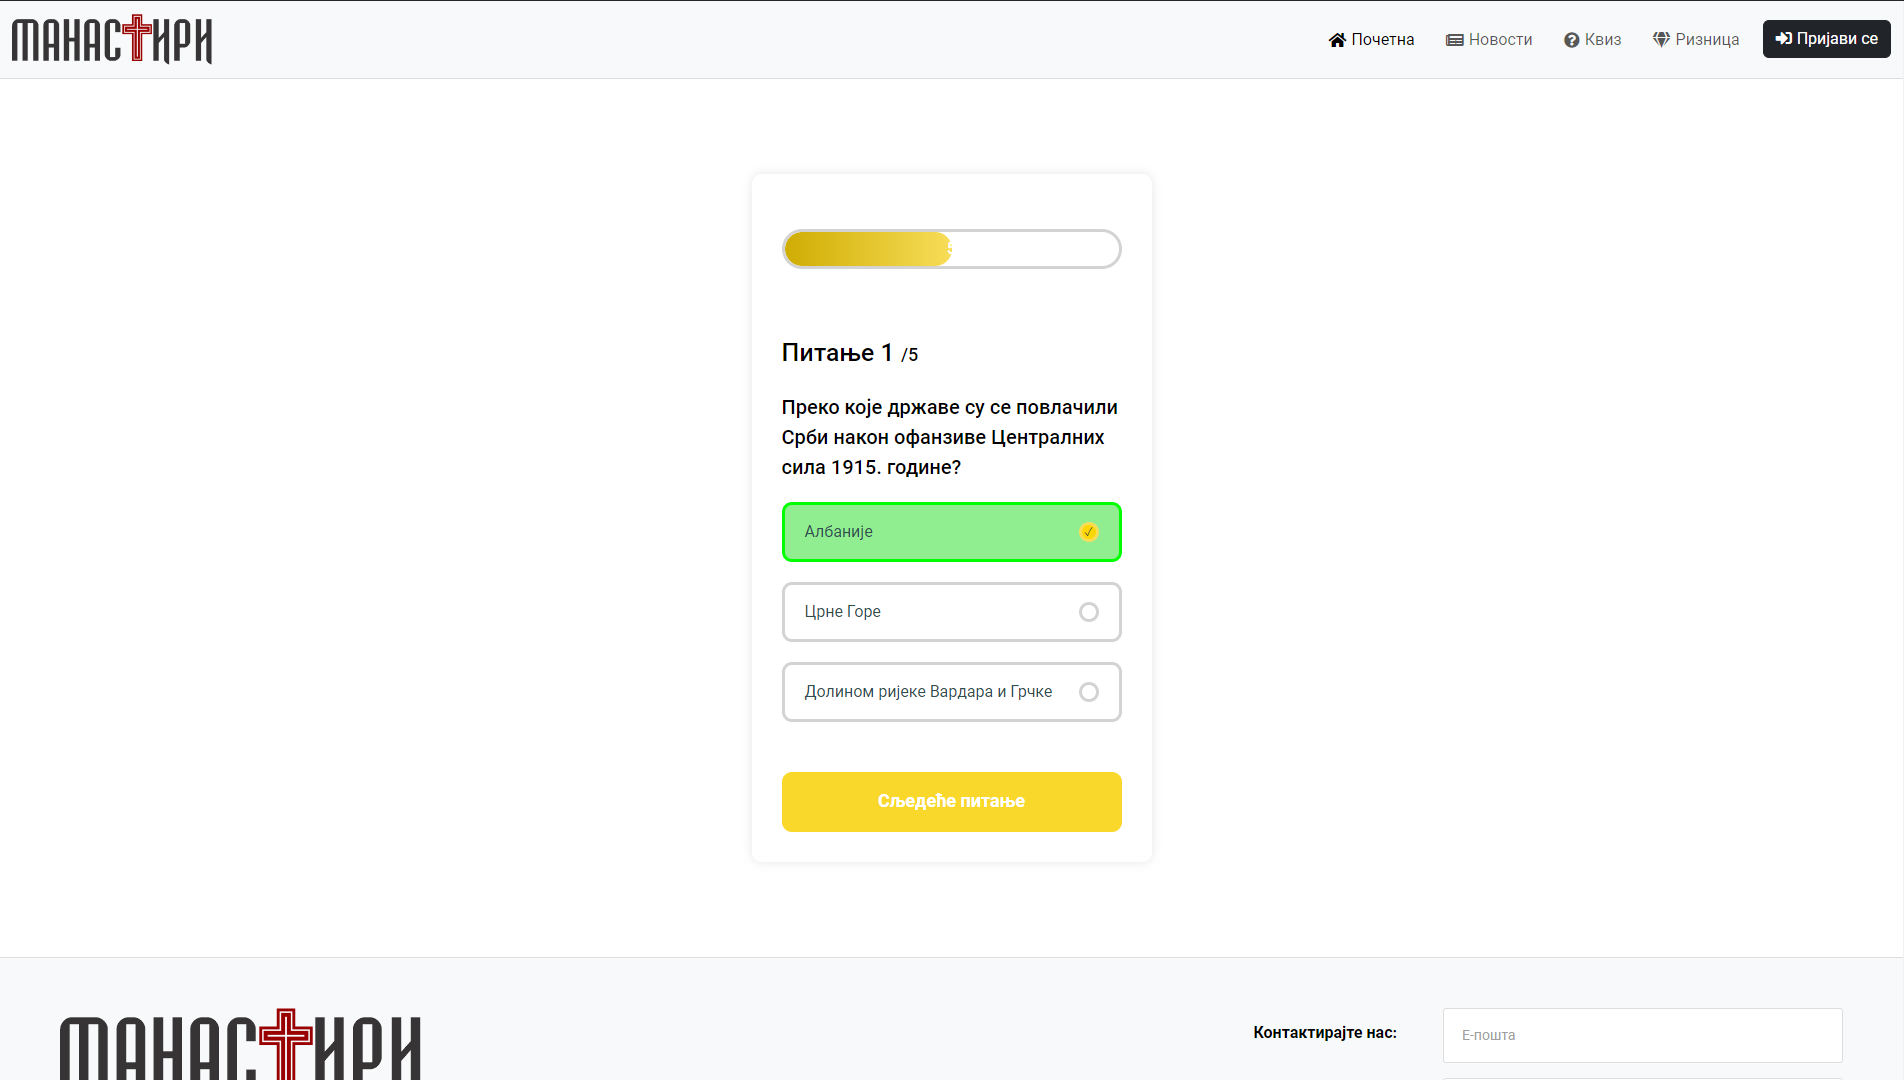 МАНАСТИРИ
Почетна
Новости
Квиз
Ризница
Пријави се
Питање 1 /5
Преко које државе су се повлачили
Срби након офанзиве Централних
сила 1915. године?
Албаније
Црне Горе
Долином ријеке Вардара и Грчке
Сљедеће питање
МАНАСТИРИ
Контактирајте нас:
Е-пошта